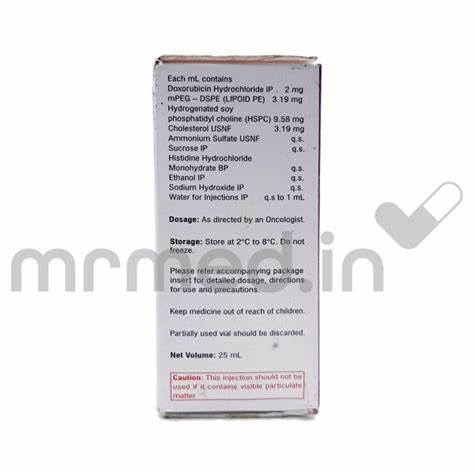 Each mL contains
Doxorubicin Hydrochloride IP . 2 mg
mPEG – DSPE (LIPOID PE) 3.19 mg
Hydrogenated soy
phosphatidyl choline (HSPC) 9.58 mg
Cholesterol USNF 3.19 mg
Ammonium Sulfate USNF q.s.
Sucrose IP q.s.
Histidine Hydrochloride
Monohydrate BP q.s.
Ethanol IP q.s.
Sodium Hydroxide IP q.s.
Water for Injections IP q.s to 1 mL
Dosage: As directed by an Oncologist.
Storage: Store at 2°C to 8°C. Do not
freeze.
mrmed.in
Please refer accompanying package
insert for detailed dosage, directions
for use and precautions.
Keep medicine out of reach of children.
Partially used vial should be discarded.
Net Volume: 25 mL
Caution: This injection should not be
used if it contains visible particulate
matter